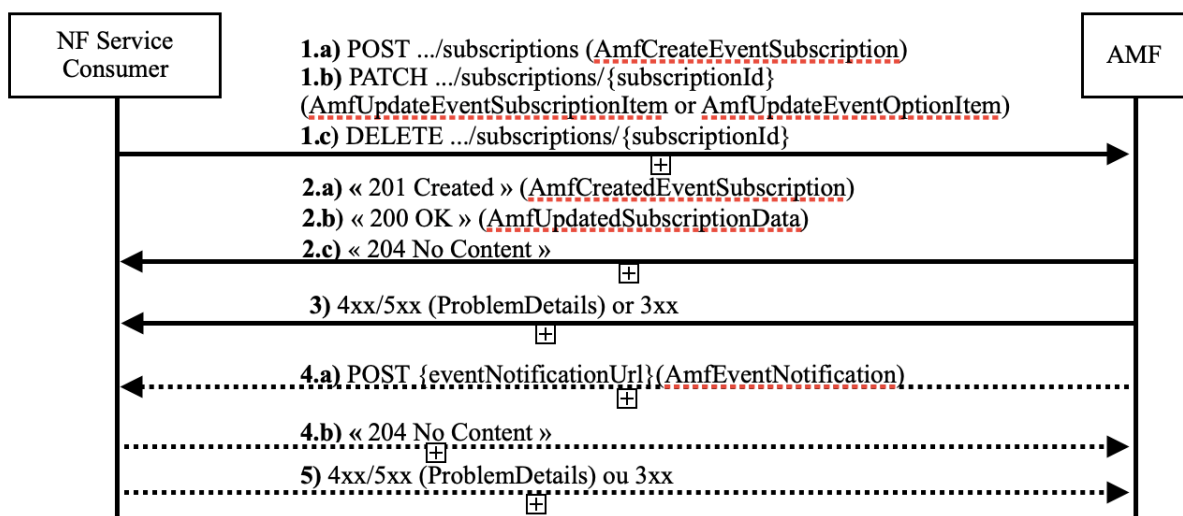 NF Service
Consumer
AMF
1.a) POST .../subscriptions (AmfCreateEventSubscription)
1.b) PATCH .../subscriptions/{subscriptionId}
(AmfUpdateEventSubscriptionItem or AmfUpdateEventOptionItem)
1.c) DELETE .../subscriptions/{subscriptionId}
2.a) « 201 Created » (AmfCreatedEventSubscription)
2.b) « 200 OK » (AmfUpdatedSubscriptionData)
2.c) « 204 No Content »
3) 4xx/5xx (ProblemDetails) or 3xx
4.a) POST {eventNotificationUrl}(AmfEventNotification)
4.b) « 204 No Content »
5) 4xx/5xx (ProblemDetails) ou 3xx